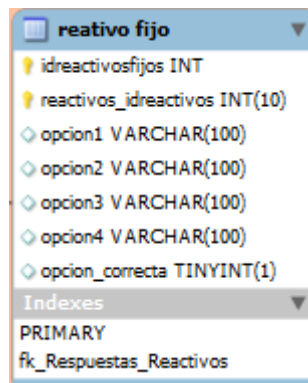 reativo fijo
idreactivosfijos INT
reactivos_idreactivos INT(10)
opcion1 VARCHAR(100)
opcion2 VARCHAR(100)
opcion3 VARCHAR(100)
opcion4 VARCHAR(100)
opcion_correcta TINYINT(1)
Indexes
PRIMARY
fk_Respuestas_Reactivos